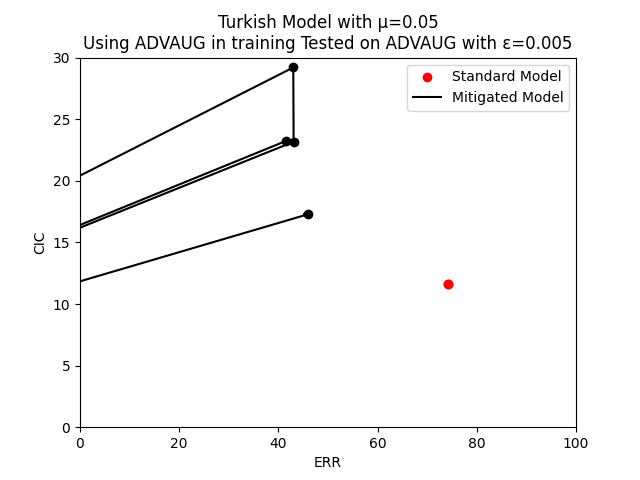 Turkish Model with μ=0.05
Using ADVAUG in training Tested on ADVAUG with ε=0.005
30
25
20
15
10
5
0
CIC
Standard Model
Mitigated Model
0 20 40 60 80 100
ERR